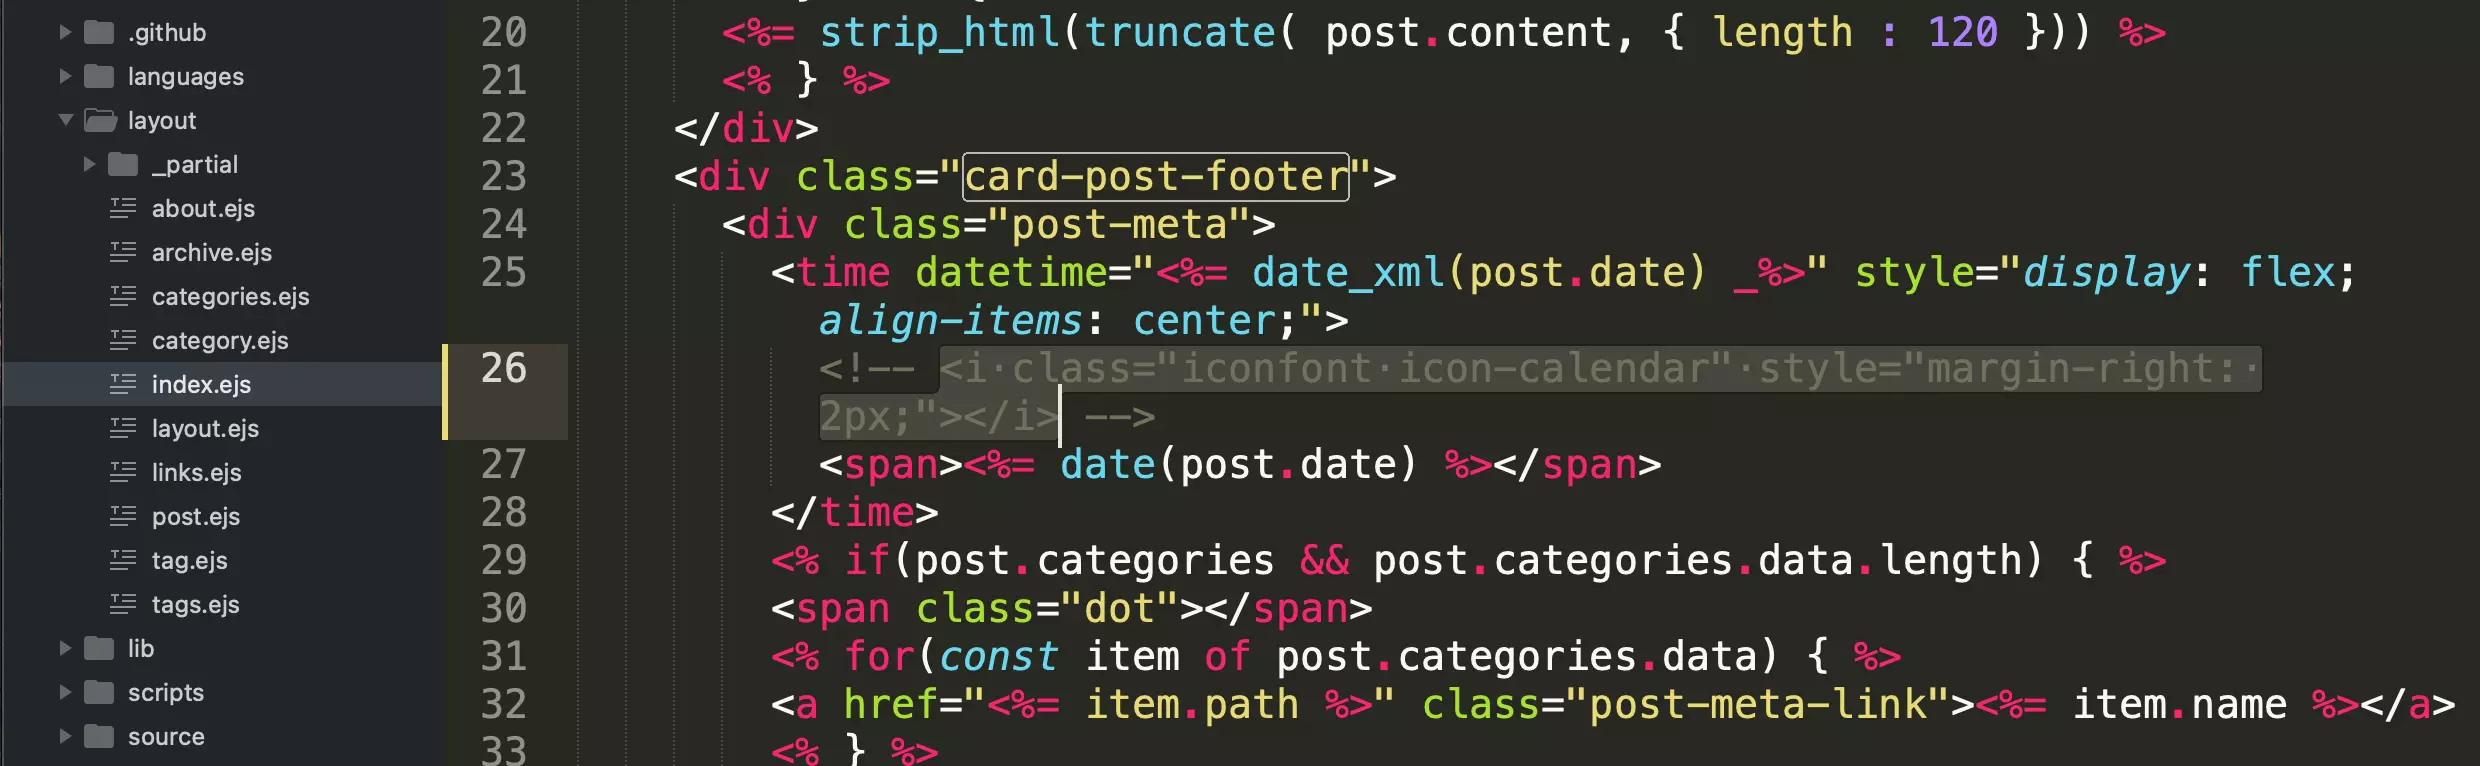 .github
languages
layout
_partial
about.ejs
archive.ejs
categories.ejs
category.ejs
index.ejs
layout.ejs
links.ejs
post.ejs
tag.ejs
tags.ejs
lib
scripts
source
20 <%= strip_html(truncate( post.content, { length : 120 })) %>
21 <% } %>
22 </div>
23 <div class="card-post-footer">
24 <div class="post-meta">
25 <time datetime="<%= date_xml(post.date) _%>" style="display: flex;
align-items: center;">
26 <!-- <i class="iconfont icon-calendar" style="margin-right:
2px;"></i> -->
27 <span><%= date(post.date) %></span>
28 </time>
29 <% if(post.categories && post.categories.data.length) { %>
30 <span class="dot"></span>
31 <% for(const item of post.categories.data) { %>
32 <a href="<%= item.path %>" class="post-meta-link"><%= item.name %></a>
33 <% } %>